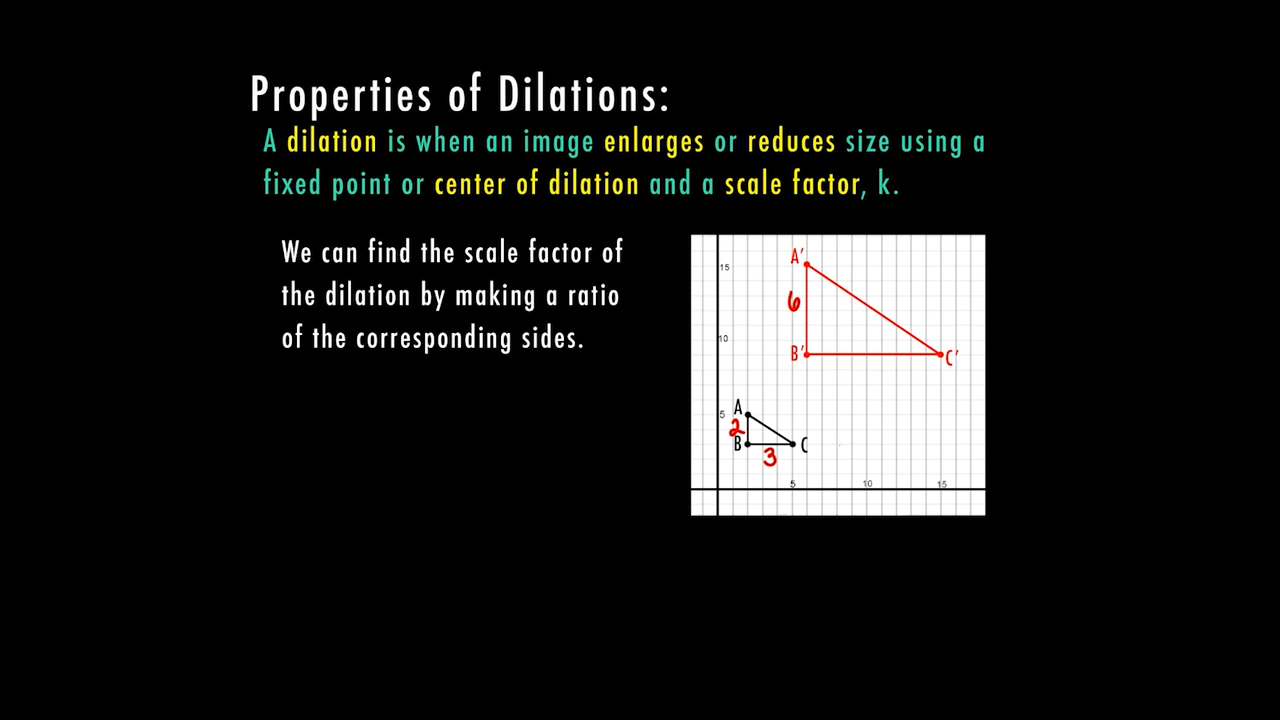 Properties of Dilations:
A dilation is when an image enlarges or reduces size using a
fixed point or center of dilation and a scale factor, k.
We can find the scale factor of
the dilation by making a ratio
of the corresponding sides.
A'
15
6
10
B'
C'
A
5
2
B
C
3
5
10
15